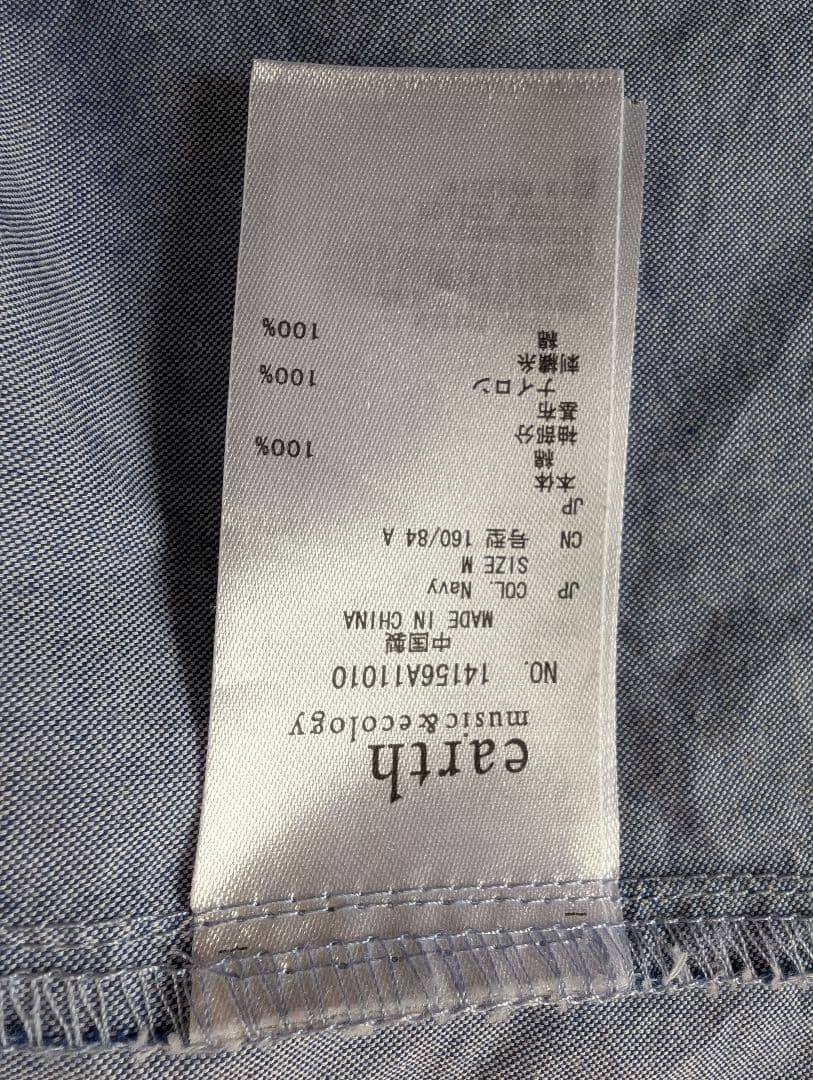 earth
music&ecology
NO. 14156A11010
中国製
MADE IN CHINA
JP COL. Navy
SIZE M
CN 号型 160/84 A
JP
本体
綿 100%
袖部分
基布
ナイロン 100%
刺繍糸
綿 100%